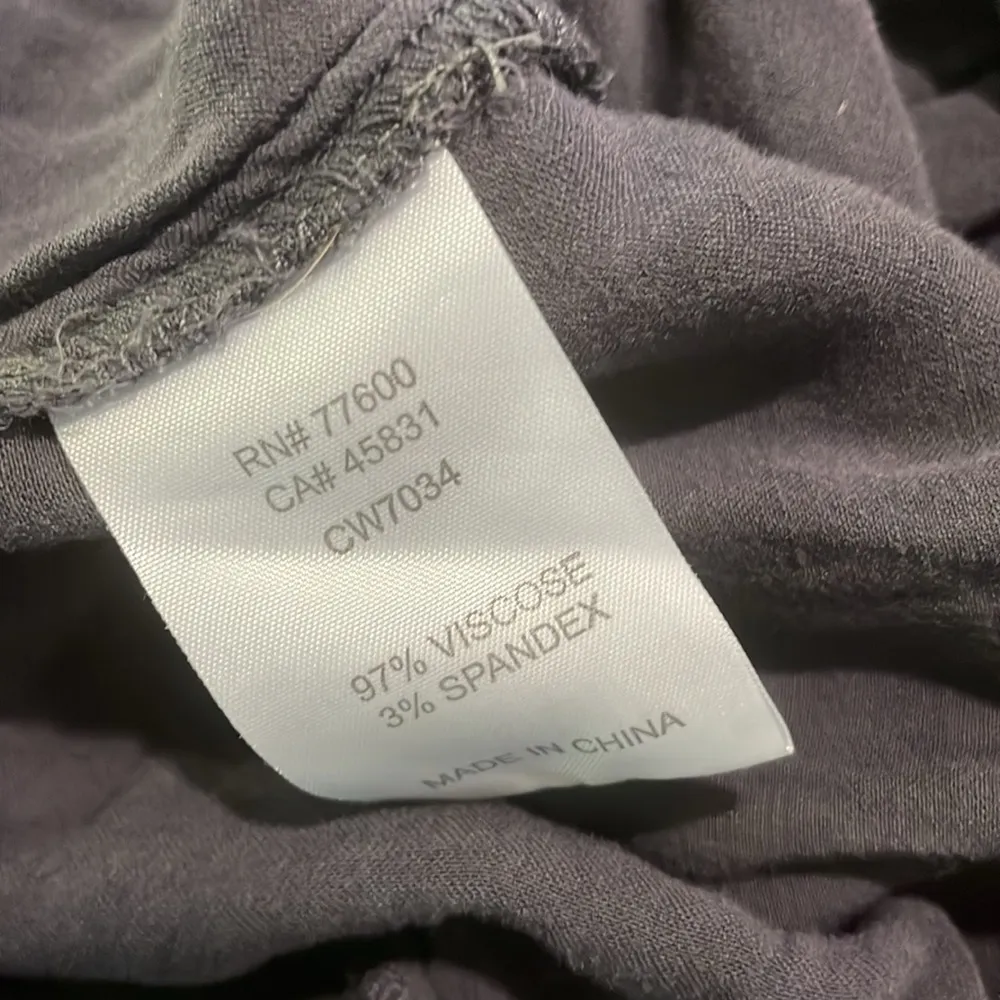 RN# 77600
CA# 45831
CW7034
97% VISCOSE
3% SPANDEX
MADE IN CHINA